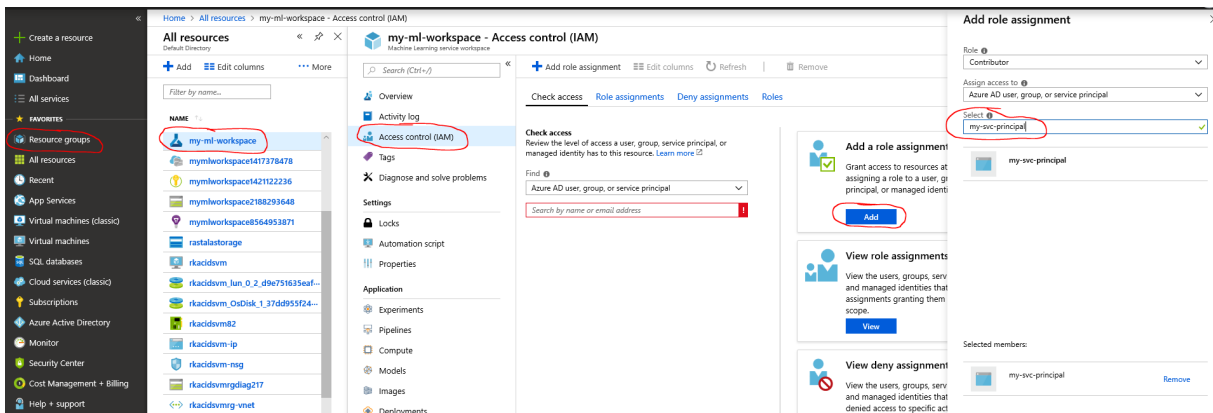 Create a resource
Home
Dashboard
All services
FAVORITES
Resource groups
All resources
Recent
App Services
Virtual machines (classic)
Virtual machines
SQL databases
Cloud services (classic)
Subscriptions
Azure Active Directory
Monitor
Security Center
Cost Management + Billing
Help + support
Home > All resources > my-ml-workspace - Access control (IAM)
All resources
Default Directory
Add
Edit columns
··· More
Filter by name...
NAME
my-ml-workspace
mymlworkspace1417378478
mymlworkspace1421122236
mymlworkspace2188293648
mymlworkspace8564953871
rastalastorage
rkacidsvm
rkacidsvm_lun_0_2_d9e751635eaf···
rkacidsvm_OsDisk_1_37dd955f24···
rkacidsvm82
rkacidsvm-ip
rkacidsvm-nsg
rkacidsvmrgdiag217
rkacidsvmrg-vnet
my-ml-workspace - Access control (IAM)
Machine Learning service workspace
Search (Ctrl+/)
Overview
Activity log
Access control (IAM)
Tags
Diagnose and solve problems
Settings
Locks
Automation script
Properties
Application
Experiments
Pipelines
Compute
Models
Images
Deployments
Add role assignment
Edit columns
Refresh
Remove
Check access
Role assignments
Deny assignments
Roles
Check access
Review the level of access a user, group, service principal, or
managed identity has to this resource. Learn more
Find
Azure AD user, group, or service principal
Search by name or email address
Add a role assignment
Grant access to resources at
assigning a role to a user, gr
principal, or managed identi
Add
View role assignments
View the users, groups, serv
and managed identities that
assignments granting them
scope.
View
View deny assignment
View the users, groups, serv
and managed identities that
denied access to specific act
Add role assignment
Role
Contributor
Assign access to
Azure AD user, group, or service principal
Select
my-svc-principal
my-svc-principal
Selected members:
my-svc-principal
Remove